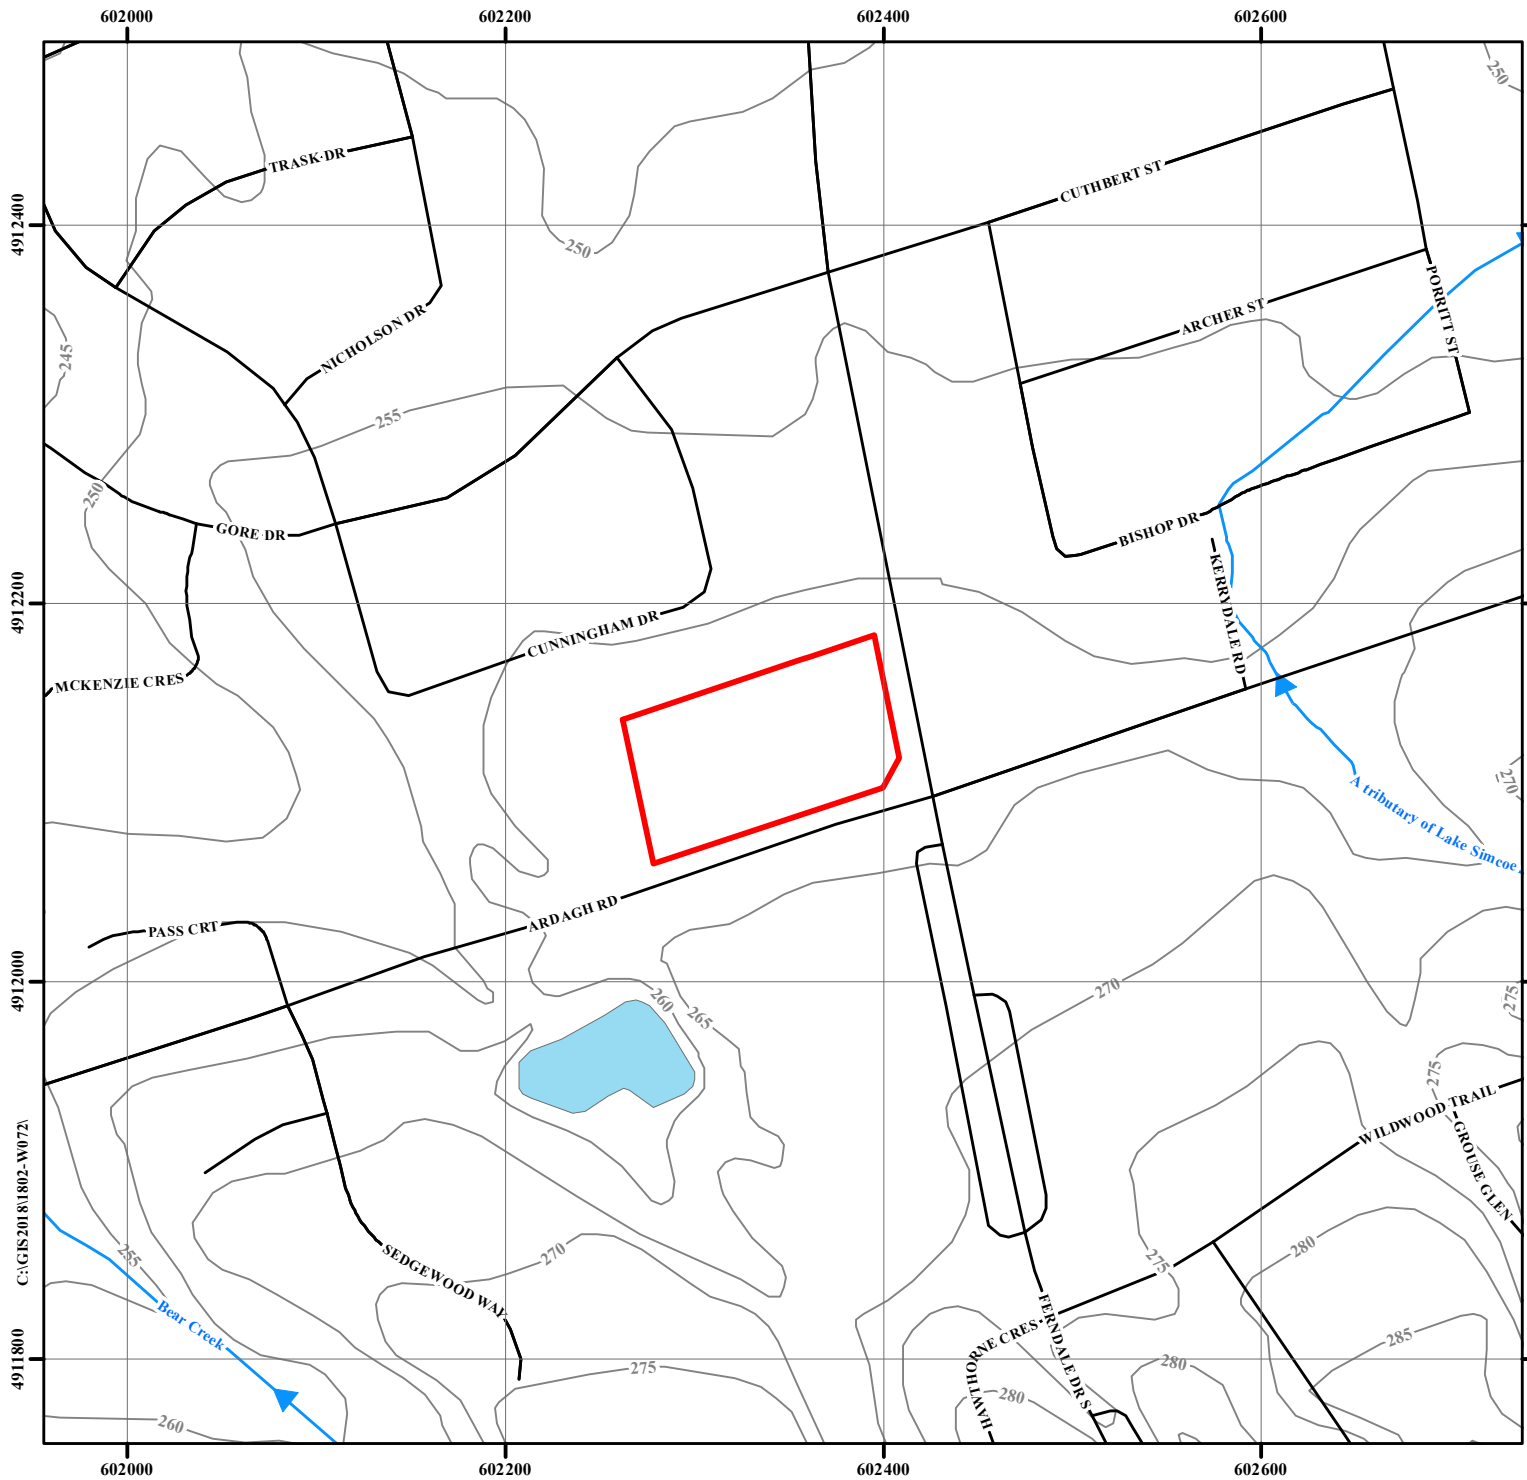 602000
602200
602400
602600
250
TRASK DR
CUTHBERT ST
4912400
250
PORRITT ST
ARCHER ST
NICHOLSON DR
245
255
250
GORE DR
BISHOP DR
KERRYDALE RD
4912200
CUNNINGHAM DR
MCKENZIE CRES
270
A tributary of Lake Simcoe
ARDAGH RD
PASS CRT
4912000
270
260
265
275
275
WILDWOOD TRAIL
GROUSE GLEN
C:\GIS2018\1802-W072\
255
SEDGEWOOD WAY
270
275
280
Bear Creek
FERNDALE DR S
HAWTHORNE CRES
285
4911800
275
280
280
260
602000
602200
602400
602600